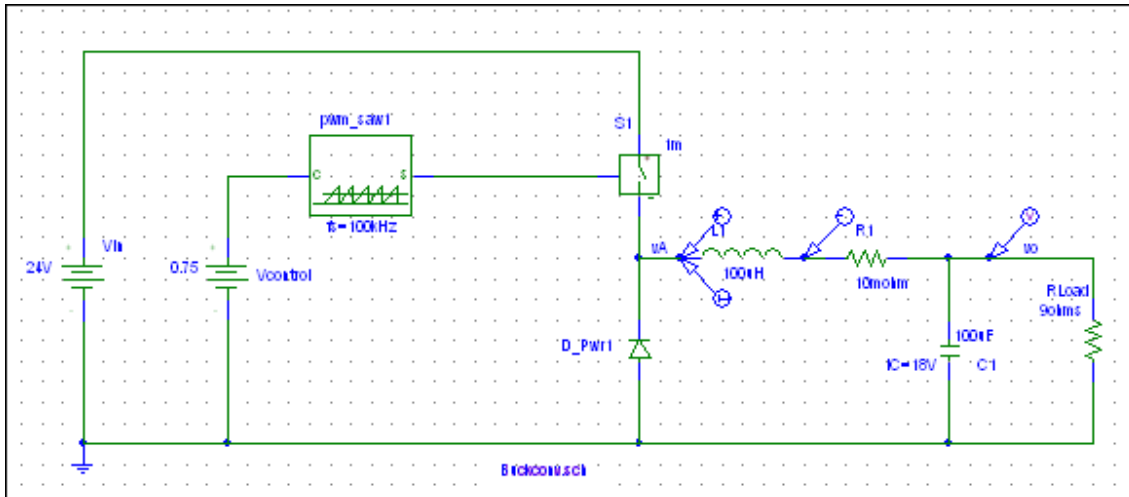 pwm_saw1
S1
1m
C
S
fs=100kHz
Vin
24V
0.75
Vcontrol
vA
L1
100uH
R1
10mohm
vo
RLoad
9ohms
D_Pwr1
100uF
IC=18V
C1
Buckconv.sch